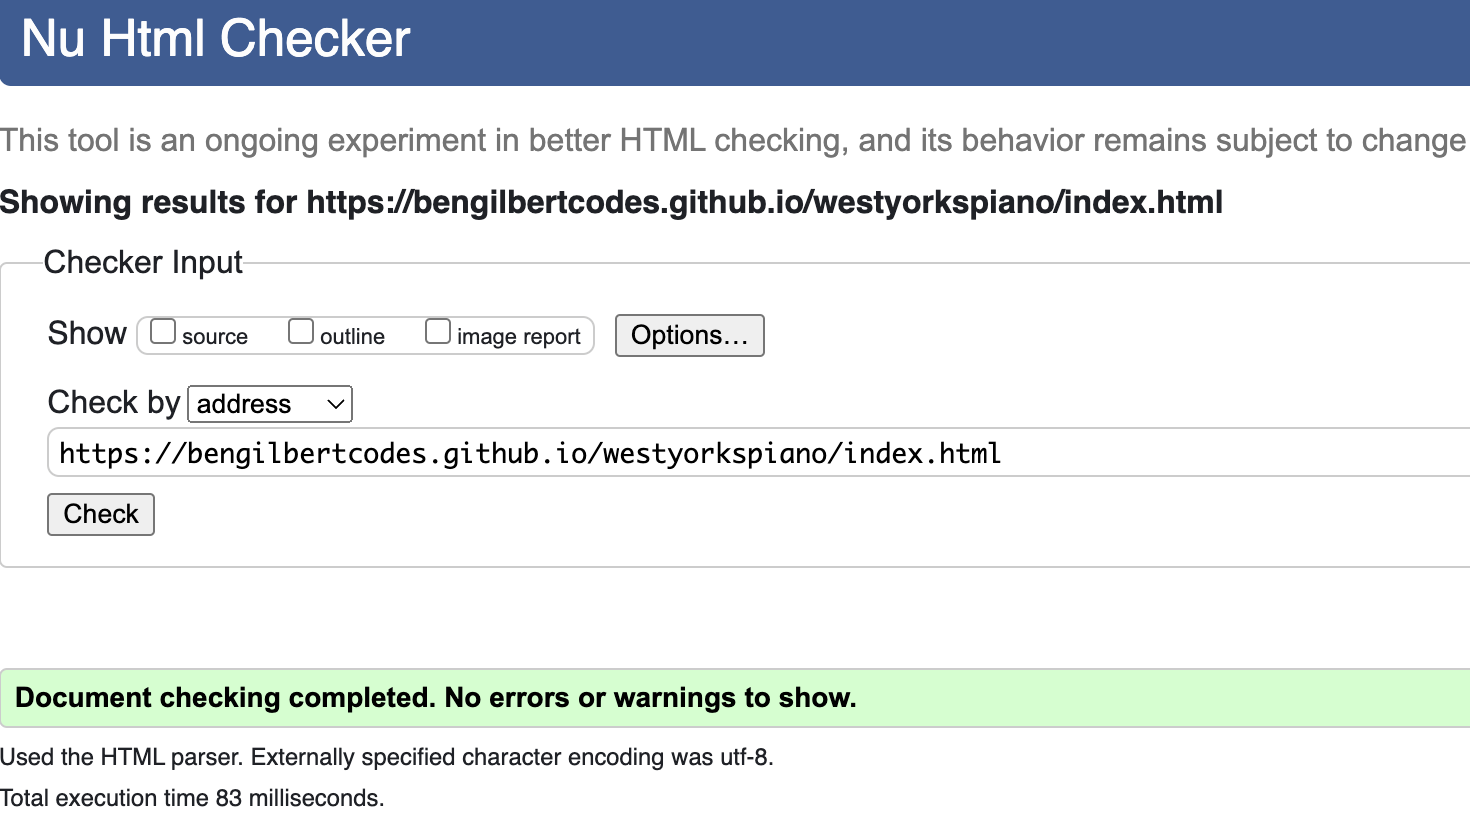 Nu Html Checker
This tool is an ongoing experiment in better HTML checking, and its behavior remains subject to change
Showing results for https://bengilbertcodes.github.io/westyorkspiano/index.html
Checker Input
Show source outline image report Options…
Check by address
https://bengilbertcodes.github.io/westyorkspiano/index.html
Check
Document checking completed. No errors or warnings to show.
Used the HTML parser. Externally specified character encoding was utf-8.
Total execution time 83 milliseconds.